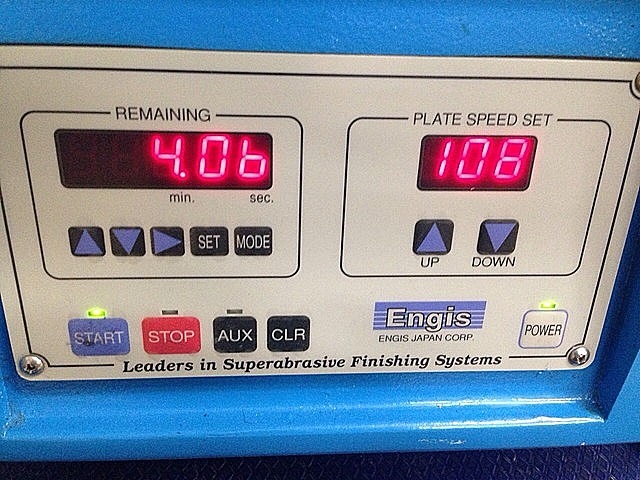 REMAINING
4.06
min. sec.
SET MODE
PLATE SPEED SET
108
UP DOWN
START STOP AUX CLR
Engis
ENGIS JAPAN CORP.
POWER
Leaders in Superabrasive Finishing Systems